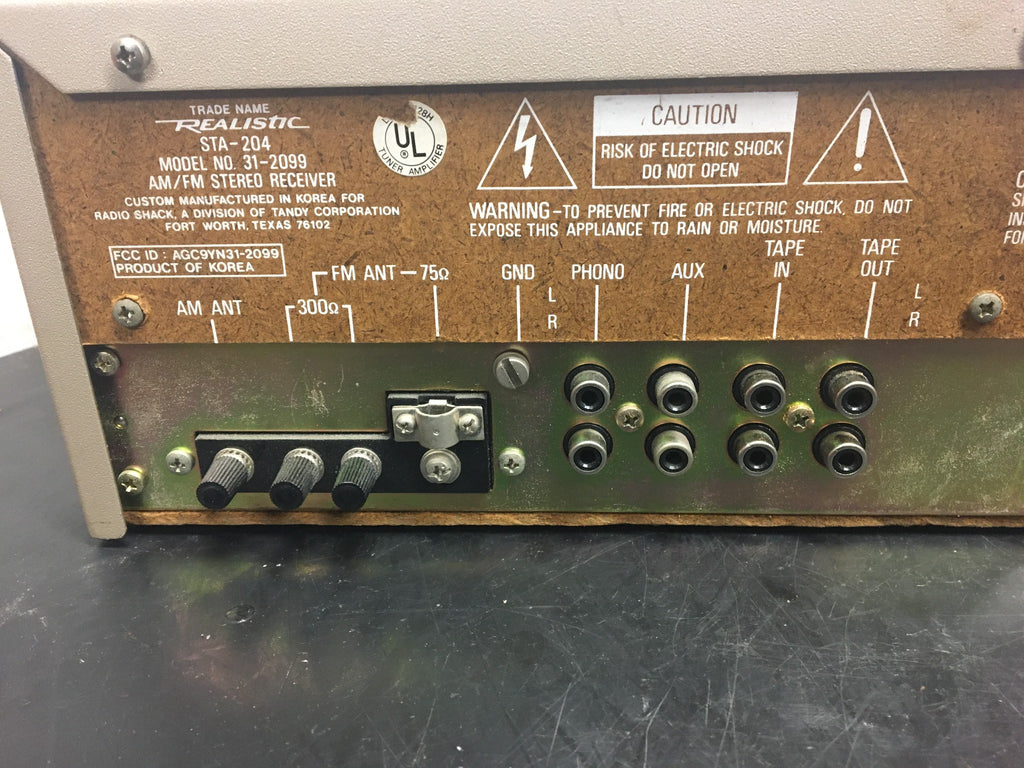 TRADE NAME
REALISTIC
STA-204
MODEL NO. 31-2099
AM/FM STEREO RECEIVER
CUSTOM MANUFACTURED IN KOREA FOR
RADIO SHACK, A DIVISION OF TANDY CORPORATION
FORT WORTH, TEXAS 76102
FCC ID : AGC9YN31-2099
PRODUCT OF KOREA
28H
UL
®
TUNER AMPLIFIER
CAUTION
RISK OF ELECTRIC SHOCK
DO NOT OPEN
WARNING-TO PREVENT FIRE OR ELECTRIC SHOCK, DO NOT
EXPOSE THIS APPLIANCE TO RAIN OR MOISTURE.
AM ANT
FM ANT
300Ω
75Ω
GND
L
R
PHONO
AUX
TAPE
IN
TAPE
OUT
L
R